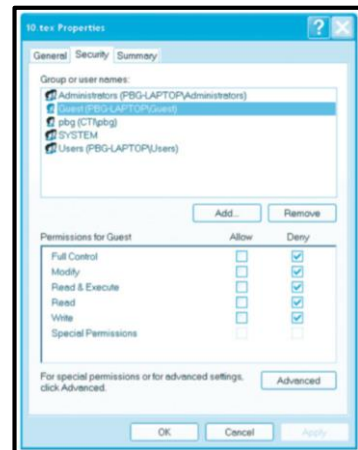 10.tex Properties
General Security Summary
Group or user names:
Administrators (PBG-LAPTOP\Administrators)
Guest (PBG-LAPTOP\Guest)
pbg (CTI\pbg)
SYSTEM
Users (PBG-LAPTOP\Users)
Add... Remove
Permissions for Guest Allow Deny
Full Control
Modify
Read & Execute
Read
Write
Special Permissions
For special permissions or for advanced settings,
click Advanced.
Advanced
OK Cancel Apply